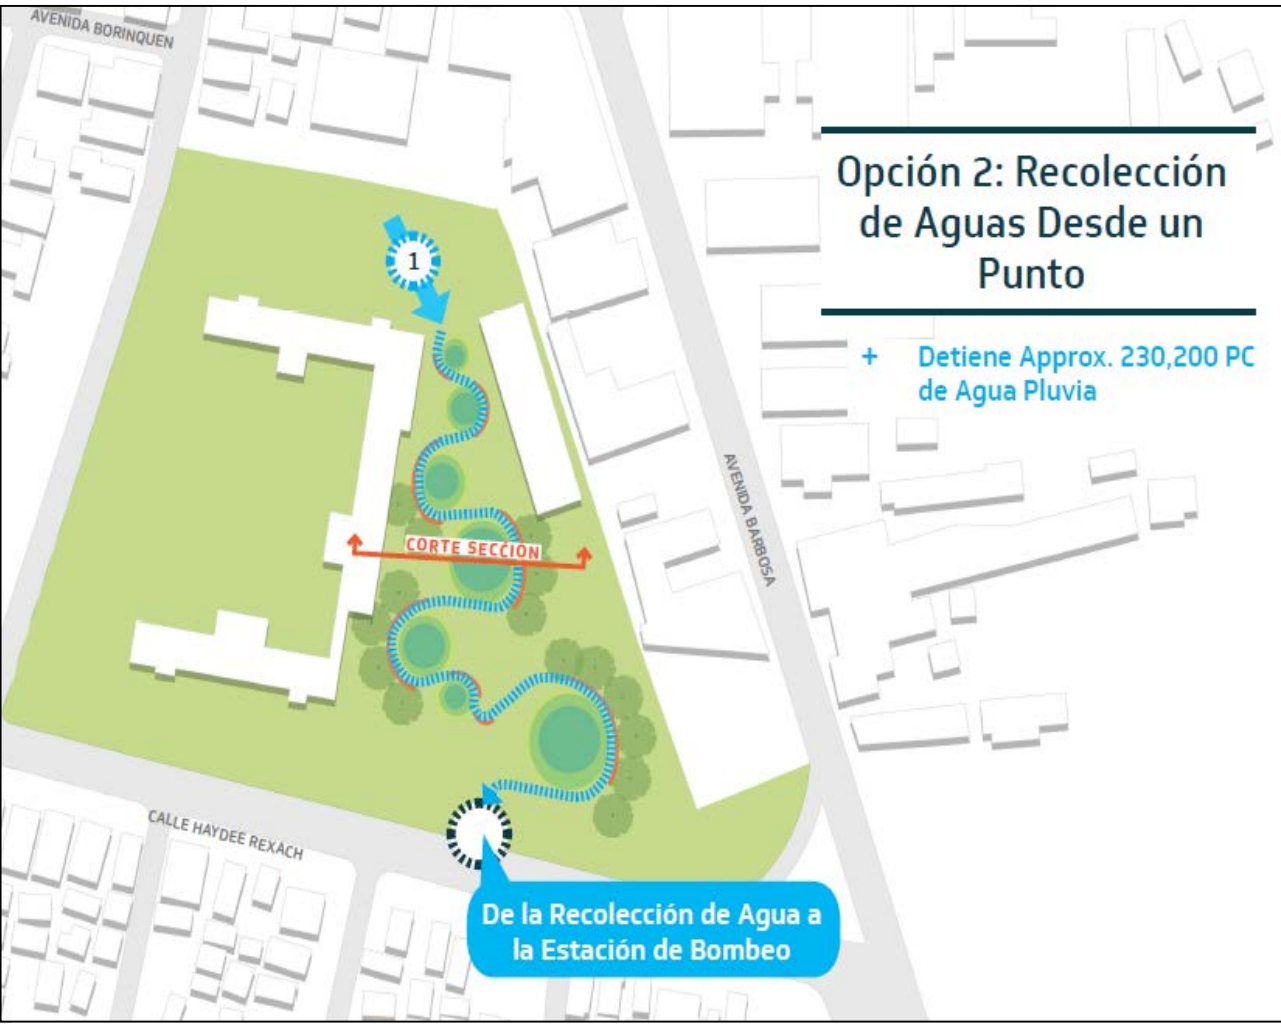 AVENIDA BORINQUEN
Opción 2: Recolección
de Aguas Desde un
Punto
1
+ Detiene Approx. 230,200 PC
de Agua Pluvia
AVENIDA BARBOSA
CORTE SECCIÓN
CALLE HAYDEE REXACH
De la Recolección de Agua a
la Estación de Bombeo